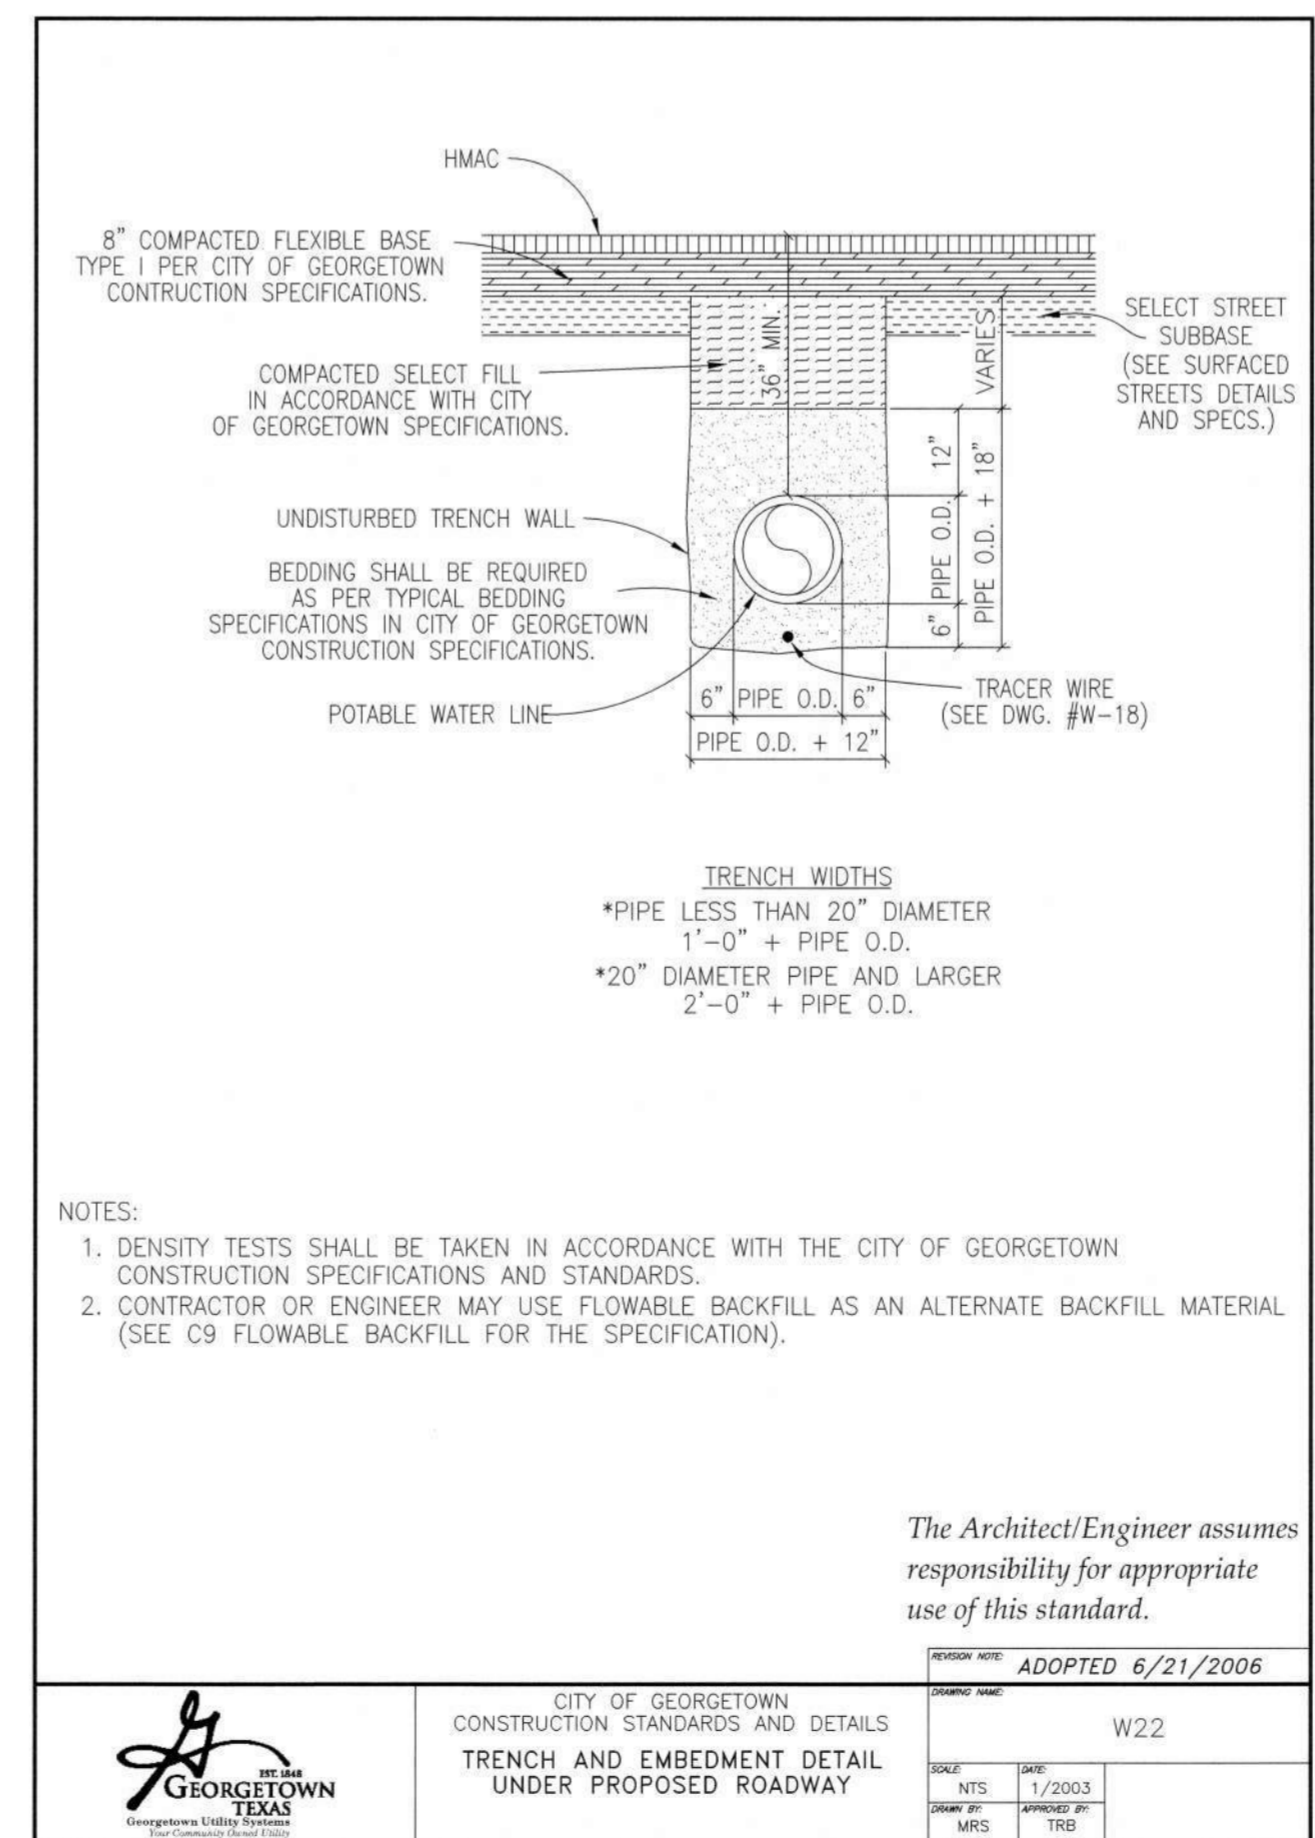 HMAC
8" COMPACTED FLEXIBLE BASE
TYPE I PER CITY OF GEORGETOWN
CONTRUCTION SPECIFICATIONS.
SELECT STREET
SUBBASE
(SEE SURFACED
STREETS DETAILS
AND SPECS.)
36" MIN.
VARIES
COMPACTED SELECT FILL
IN ACCORDANCE WITH CITY
OF GEORGETOWN SPECIFICATIONS.
12"
PIPE O.D.
6"
PIPE O.D. + 18"
UNDISTURBED TRENCH WALL
BEDDING SHALL BE REQUIRED
AS PER TYPICAL BEDDING
SPECIFICATIONS IN CITY OF GEORGETOWN
CONSTRUCTION SPECIFICATIONS.
POTABLE WATER LINE
6" PIPE O.D. 6"
PIPE O.D. + 12"
TRACER WIRE
(SEE DWG. #W-18)
TRENCH WIDTHS
*PIPE LESS THAN 20" DIAMETER
1'-0" + PIPE O.D.
*20" DIAMETER PIPE AND LARGER
2'-0" + PIPE O.D.
NOTES:
1. DENSITY TESTS SHALL BE TAKEN IN ACCORDANCE WITH THE CITY OF GEORGETOWN
CONSTRUCTION SPECIFICATIONS AND STANDARDS.
2. CONTRACTOR OR ENGINEER MAY USE FLOWABLE BACKFILL AS AN ALTERNATE BACKFILL MATERIAL
(SEE C9 FLOWABLE BACKFILL FOR THE SPECIFICATION).
The Architect/Engineer assumes
responsibility for appropriate
use of this standard.
REVISION NOTE: ADOPTED 6/21/2006
G
EST. 1848
GEORGETOWN
TEXAS
Georgetown Utility Systems
Your Community Owned Utility
CITY OF GEORGETOWN
CONSTRUCTION STANDARDS AND DETAILS
TRENCH AND EMBEDMENT DETAIL
UNDER PROPOSED ROADWAY
DRAWING NAME:
W22
SCALE: NTS
DATE: 1/2003
DRAWN BY: MRS
APPROVED BY: TRB